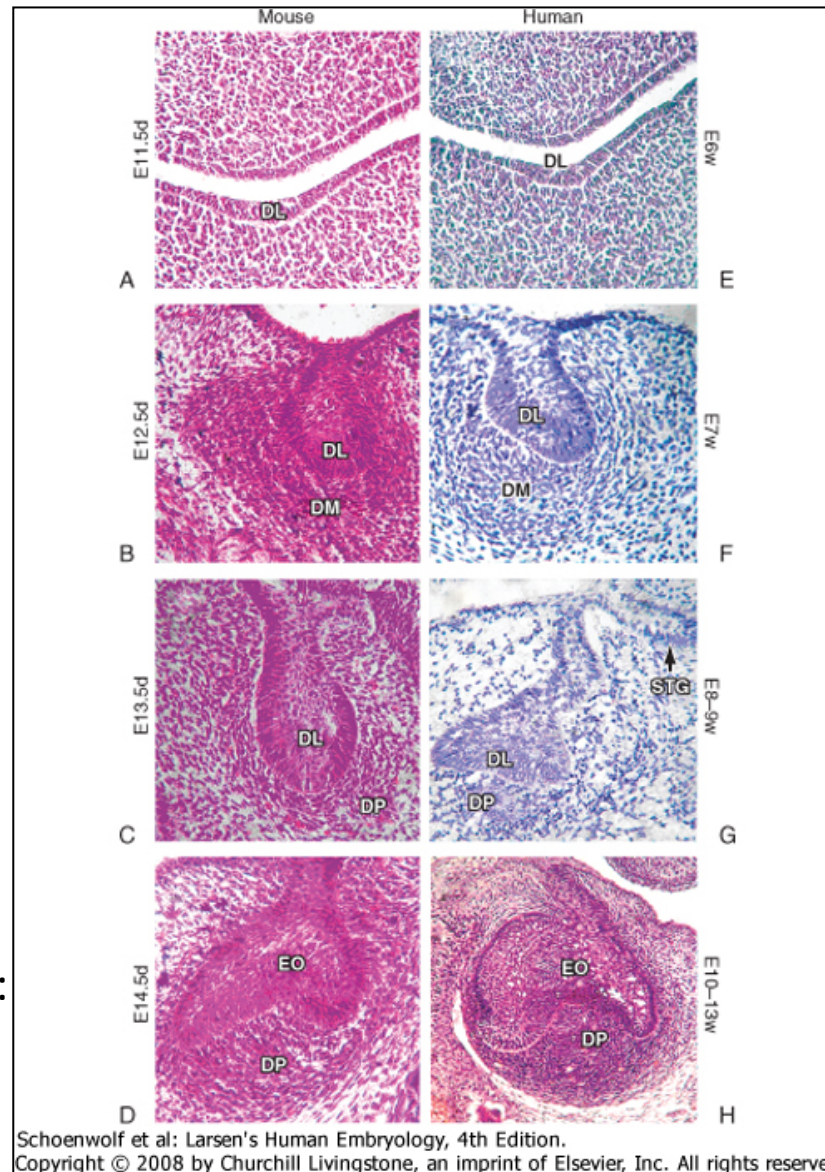 Mouse Human
E11.5d
DL
A
DL
E6w
E
E12.5d
DL
DM
B
DL
DM
E7w
F
E13.5d
DL
DP
C
STG
DL
DP
E8–9w
G
:
E14.5d
EO
DP
D
EO
DP
E10–13w
H
Schoenwolf et al: Larsen's Human Embryology, 4th Edition.
Copyright © 2008 by Churchill Livingstone, an imprint of Elsevier, Inc. All rights reserve